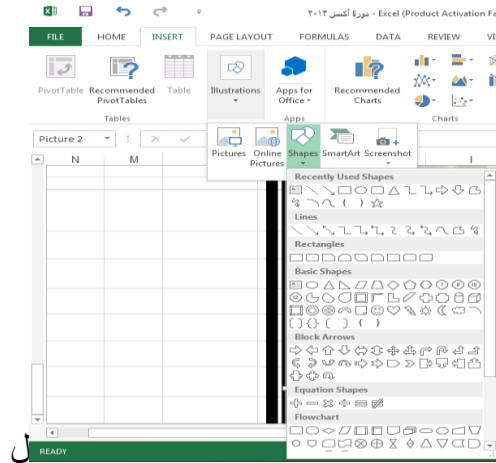 دورة أكسل ٢٠١٣ - Excel (Product Activation Fa
FILE HOME INSERT PAGE LAYOUT FORMULAS DATA REVIEW VI
PivotTable Recommended PivotTables Table
Illustrations
Apps for Office
Recommended Charts
Tables Apps Charts
Picture 2
Pictures Online Pictures Shapes SmartArt Screenshot
N M I
Recently Used Shapes
Lines
Rectangles
Basic Shapes
Block Arrows
Equation Shapes
Flowchart
READY
ل